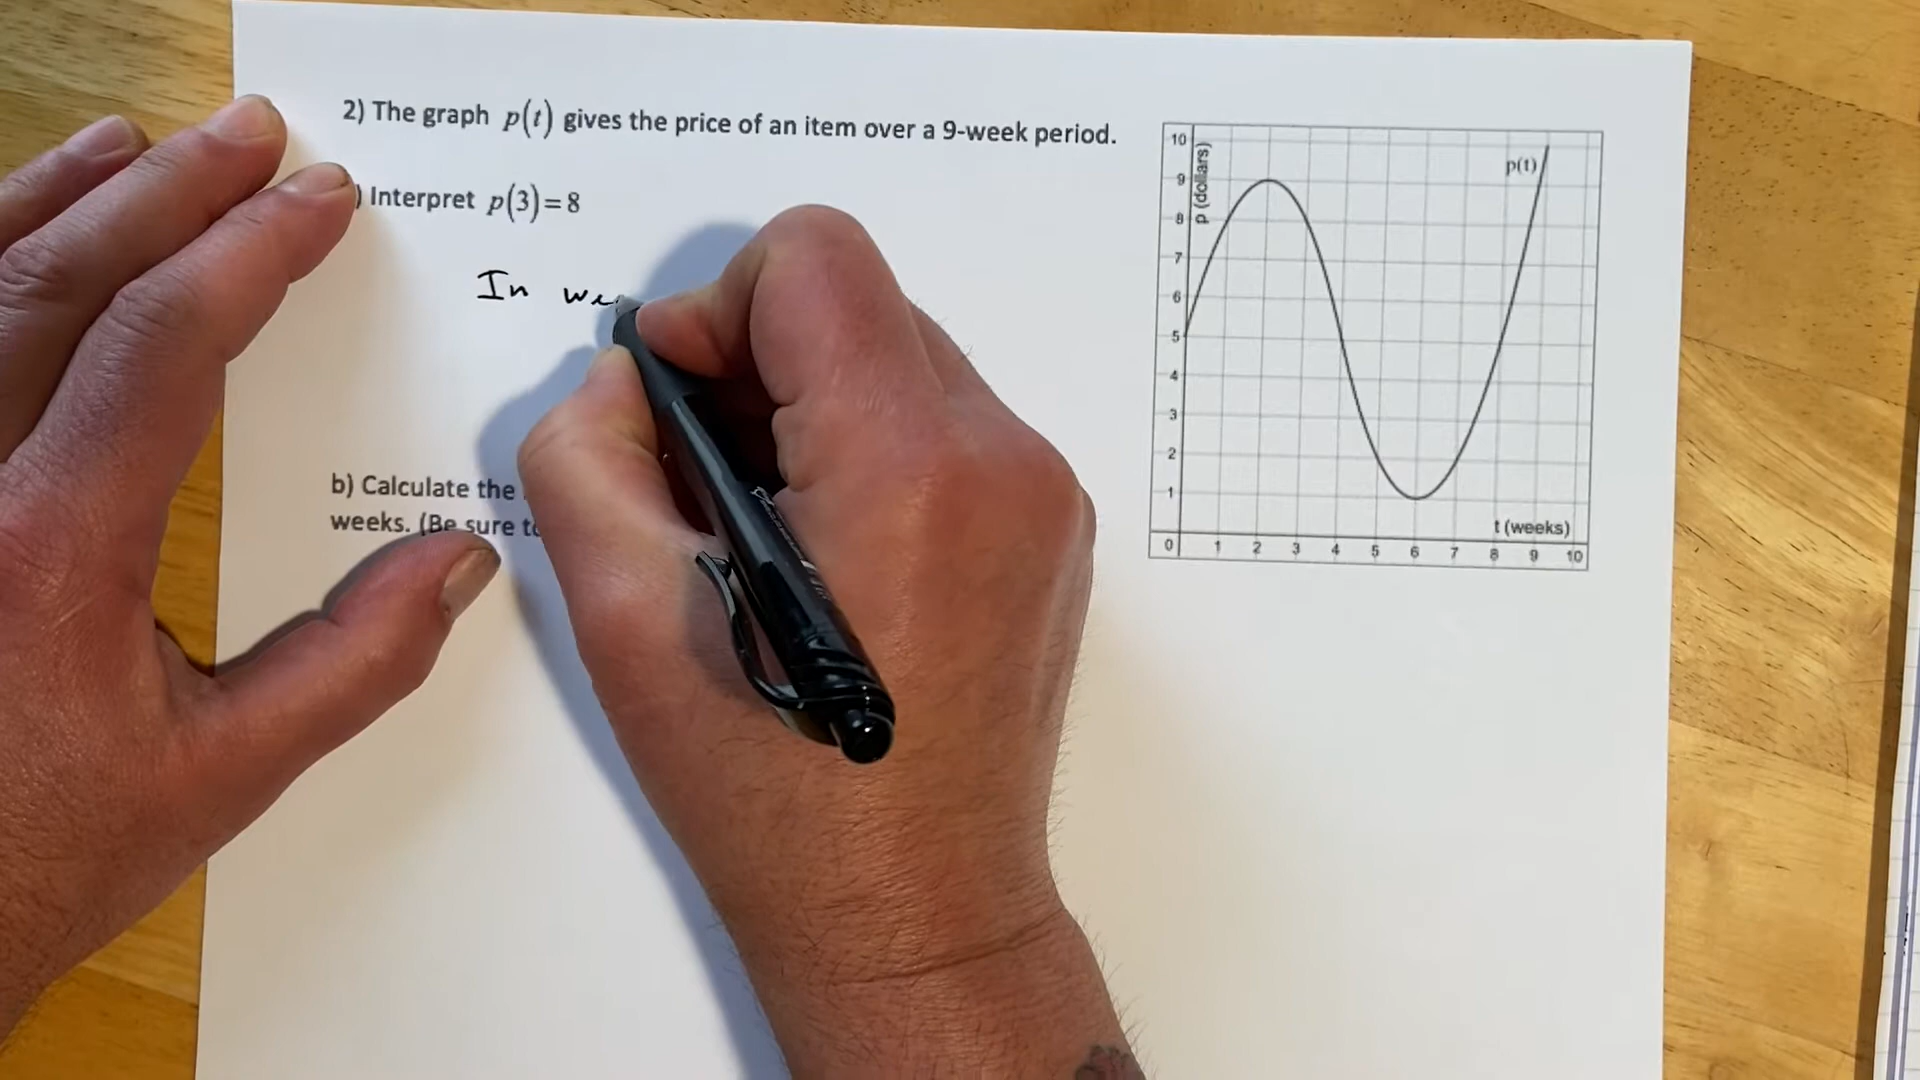 2) The graph p(t) gives the price of an item over a 9-week period.
) Interpret p(3)=8
In we
b) Calculate the
weeks. (Be sure to
10
9
8
7
6
5
4
3
2
1
0
p (dollars)
p(t)
t (weeks)
1 2 3 4 5 6 7 8 9 10